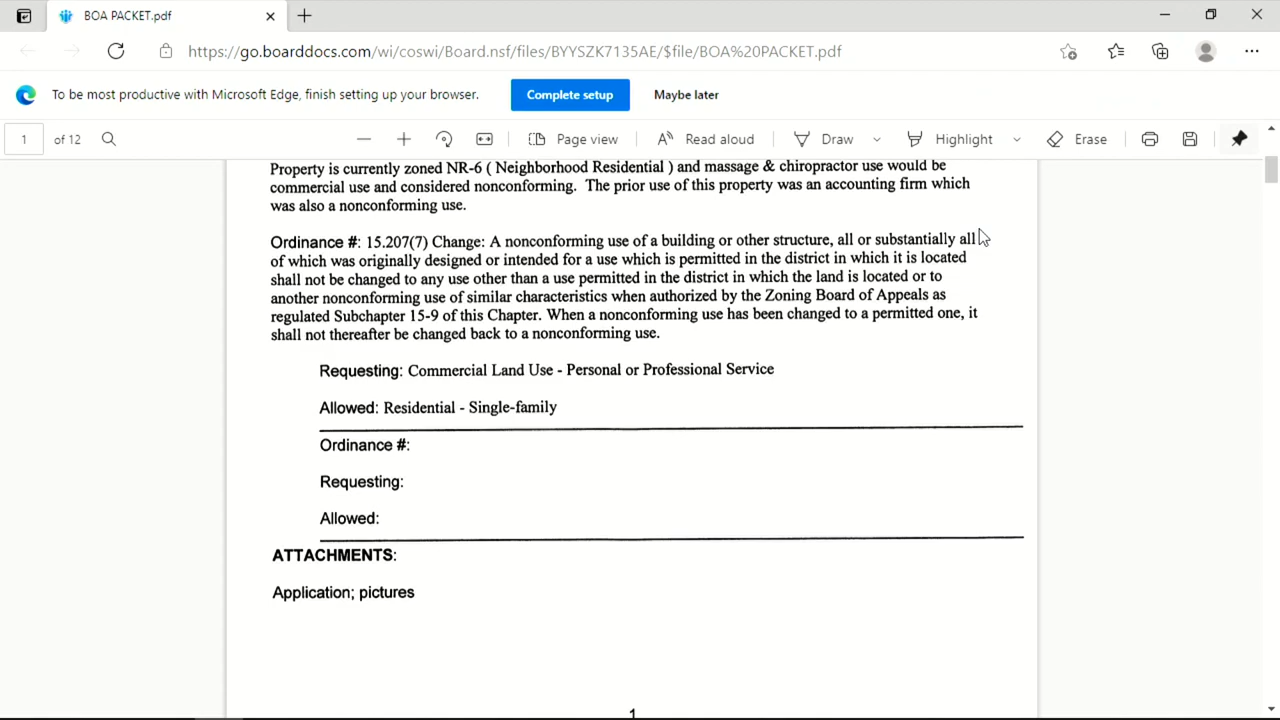 BOA PACKET.pdf
https://go.boarddocs.com/wi/coswi/Board.nsf/files/BYYSZK7135AE/$file/BOA%20PACKET.pdf
To be most productive with Microsoft Edge, finish setting up your browser.
Complete setup
Maybe later
1 of 12
Page view
Read aloud
Draw
Highlight
Erase
Property is currently zoned NR-6 ( Neighborhood Residential ) and massage & chiropractor use would be
commercial use and considered nonconforming. The prior use of this property was an accounting firm which
was also a nonconforming use.
Ordinance #: 15.207(7) Change: A nonconforming use of a building or other structure, all or substantially all
of which was originally designed or intended for a use which is permitted in the district in which it is located
shall not be changed to any use other than a use permitted in the district in which the land is located or to
another nonconforming use of similar characteristics when authorized by the Zoning Board of Appeals as
regulated Subchapter 15-9 of this Chapter. When a nonconforming use has been changed to a permitted one, it
shall not thereafter be changed back to a nonconforming use.
Requesting: Commercial Land Use - Personal or Professional Service
Allowed: Residential - Single-family
Ordinance #:
Requesting:
Allowed:
ATTACHMENTS:
Application; pictures
1